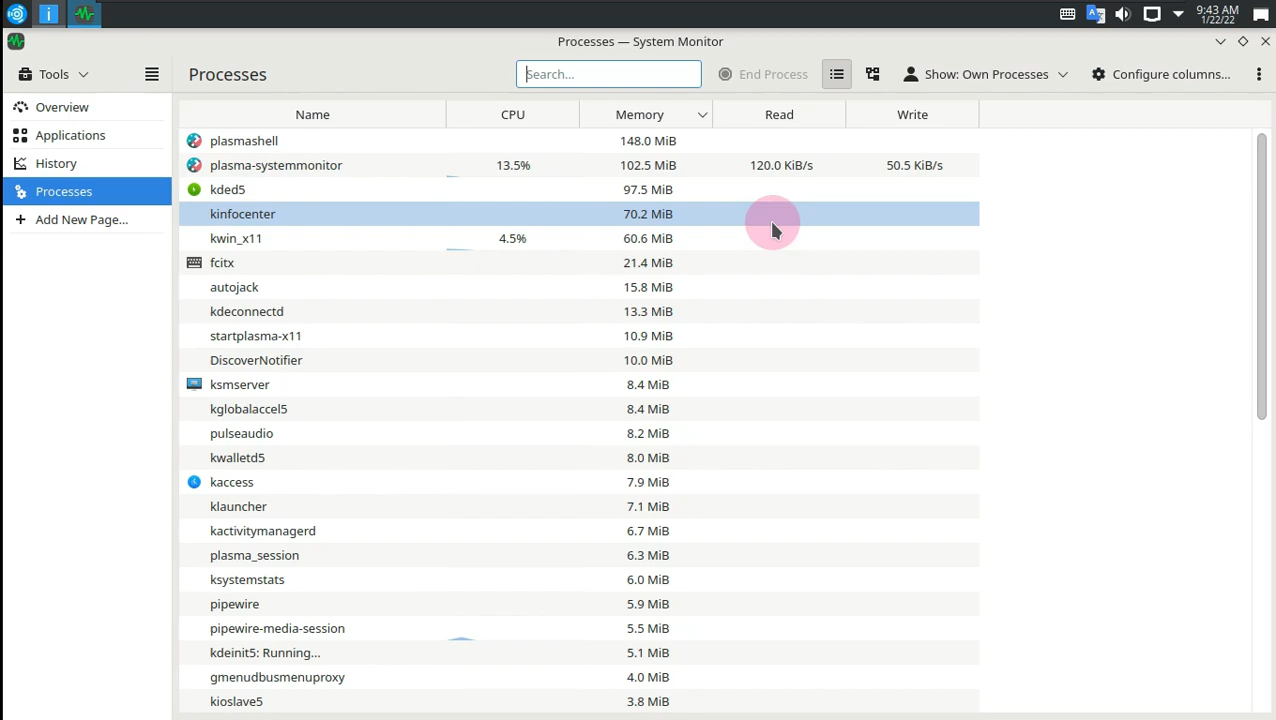 9:43 AM
1/22/22
Processes — System Monitor
Tools
Processes
Search...
End Process
Show: Own Processes
Configure columns...
Overview
Applications
History
Processes
Add New Page...
Name CPU Memory Read Write
plasmashell 148.0 MiB
plasma-systemmonitor 13.5% 102.5 MiB 120.0 KiB/s 50.5 KiB/s
kded5 97.5 MiB
kinfocenter 70.2 MiB
kwin_x11 4.5% 60.6 MiB
fcitx 21.4 MiB
autojack 15.8 MiB
kdeconnectd 13.3 MiB
startplasma-x11 10.9 MiB
DiscoverNotifier 10.0 MiB
ksmserver 8.4 MiB
kglobalaccel5 8.4 MiB
pulseaudio 8.2 MiB
kwalletd5 8.0 MiB
kaccess 7.9 MiB
klauncher 7.1 MiB
kactivitymanagerd 6.7 MiB
plasma_session 6.3 MiB
ksystemstats 6.0 MiB
pipewire 5.9 MiB
pipewire-media-session 5.5 MiB
kdeinit5: Running... 5.1 MiB
gmenudbusmenuproxy 4.0 MiB
kioslave5 3.8 MiB